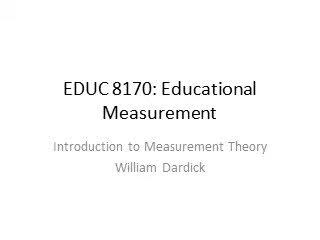 EDUC 8170: Educational
Measurement
Introduction to Measurement Theory
William Dardick